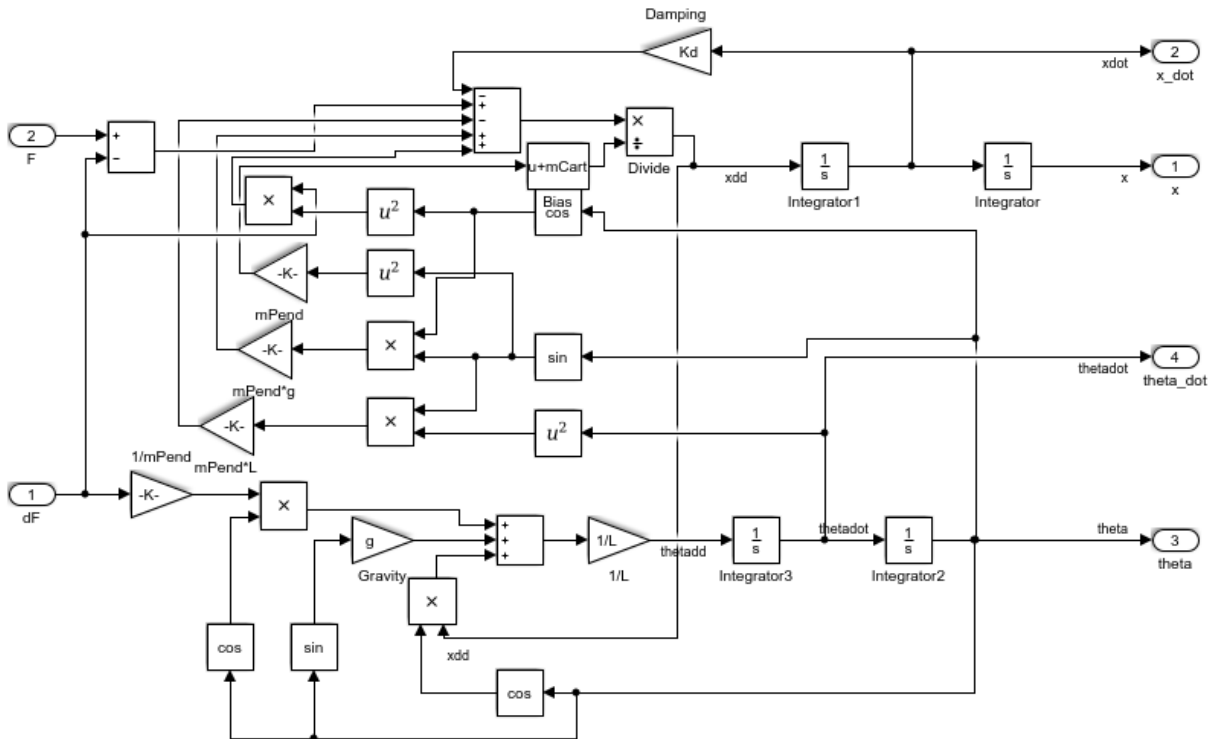 Damping
Kd
xdot
2
x_dot
−
+
−
+
+
2
F
+
−
×
÷
Divide
u+mCart
Bias
xdd
1
s
Integrator1
1
s
Integrator
x
1
x
×
u²
cos
-K-
mPend
u²
-K-
mPend*g
×
sin
thetadot
4
theta_dot
-K-
mPend*L
×
u²
1
dF
1/mPend
-K-
×
g
Gravity
+
+
+
1/L
1/L
thetadd
1
s
Integrator3
thetadot
1
s
Integrator2
theta
3
theta
×
xdd
cos
sin
cos